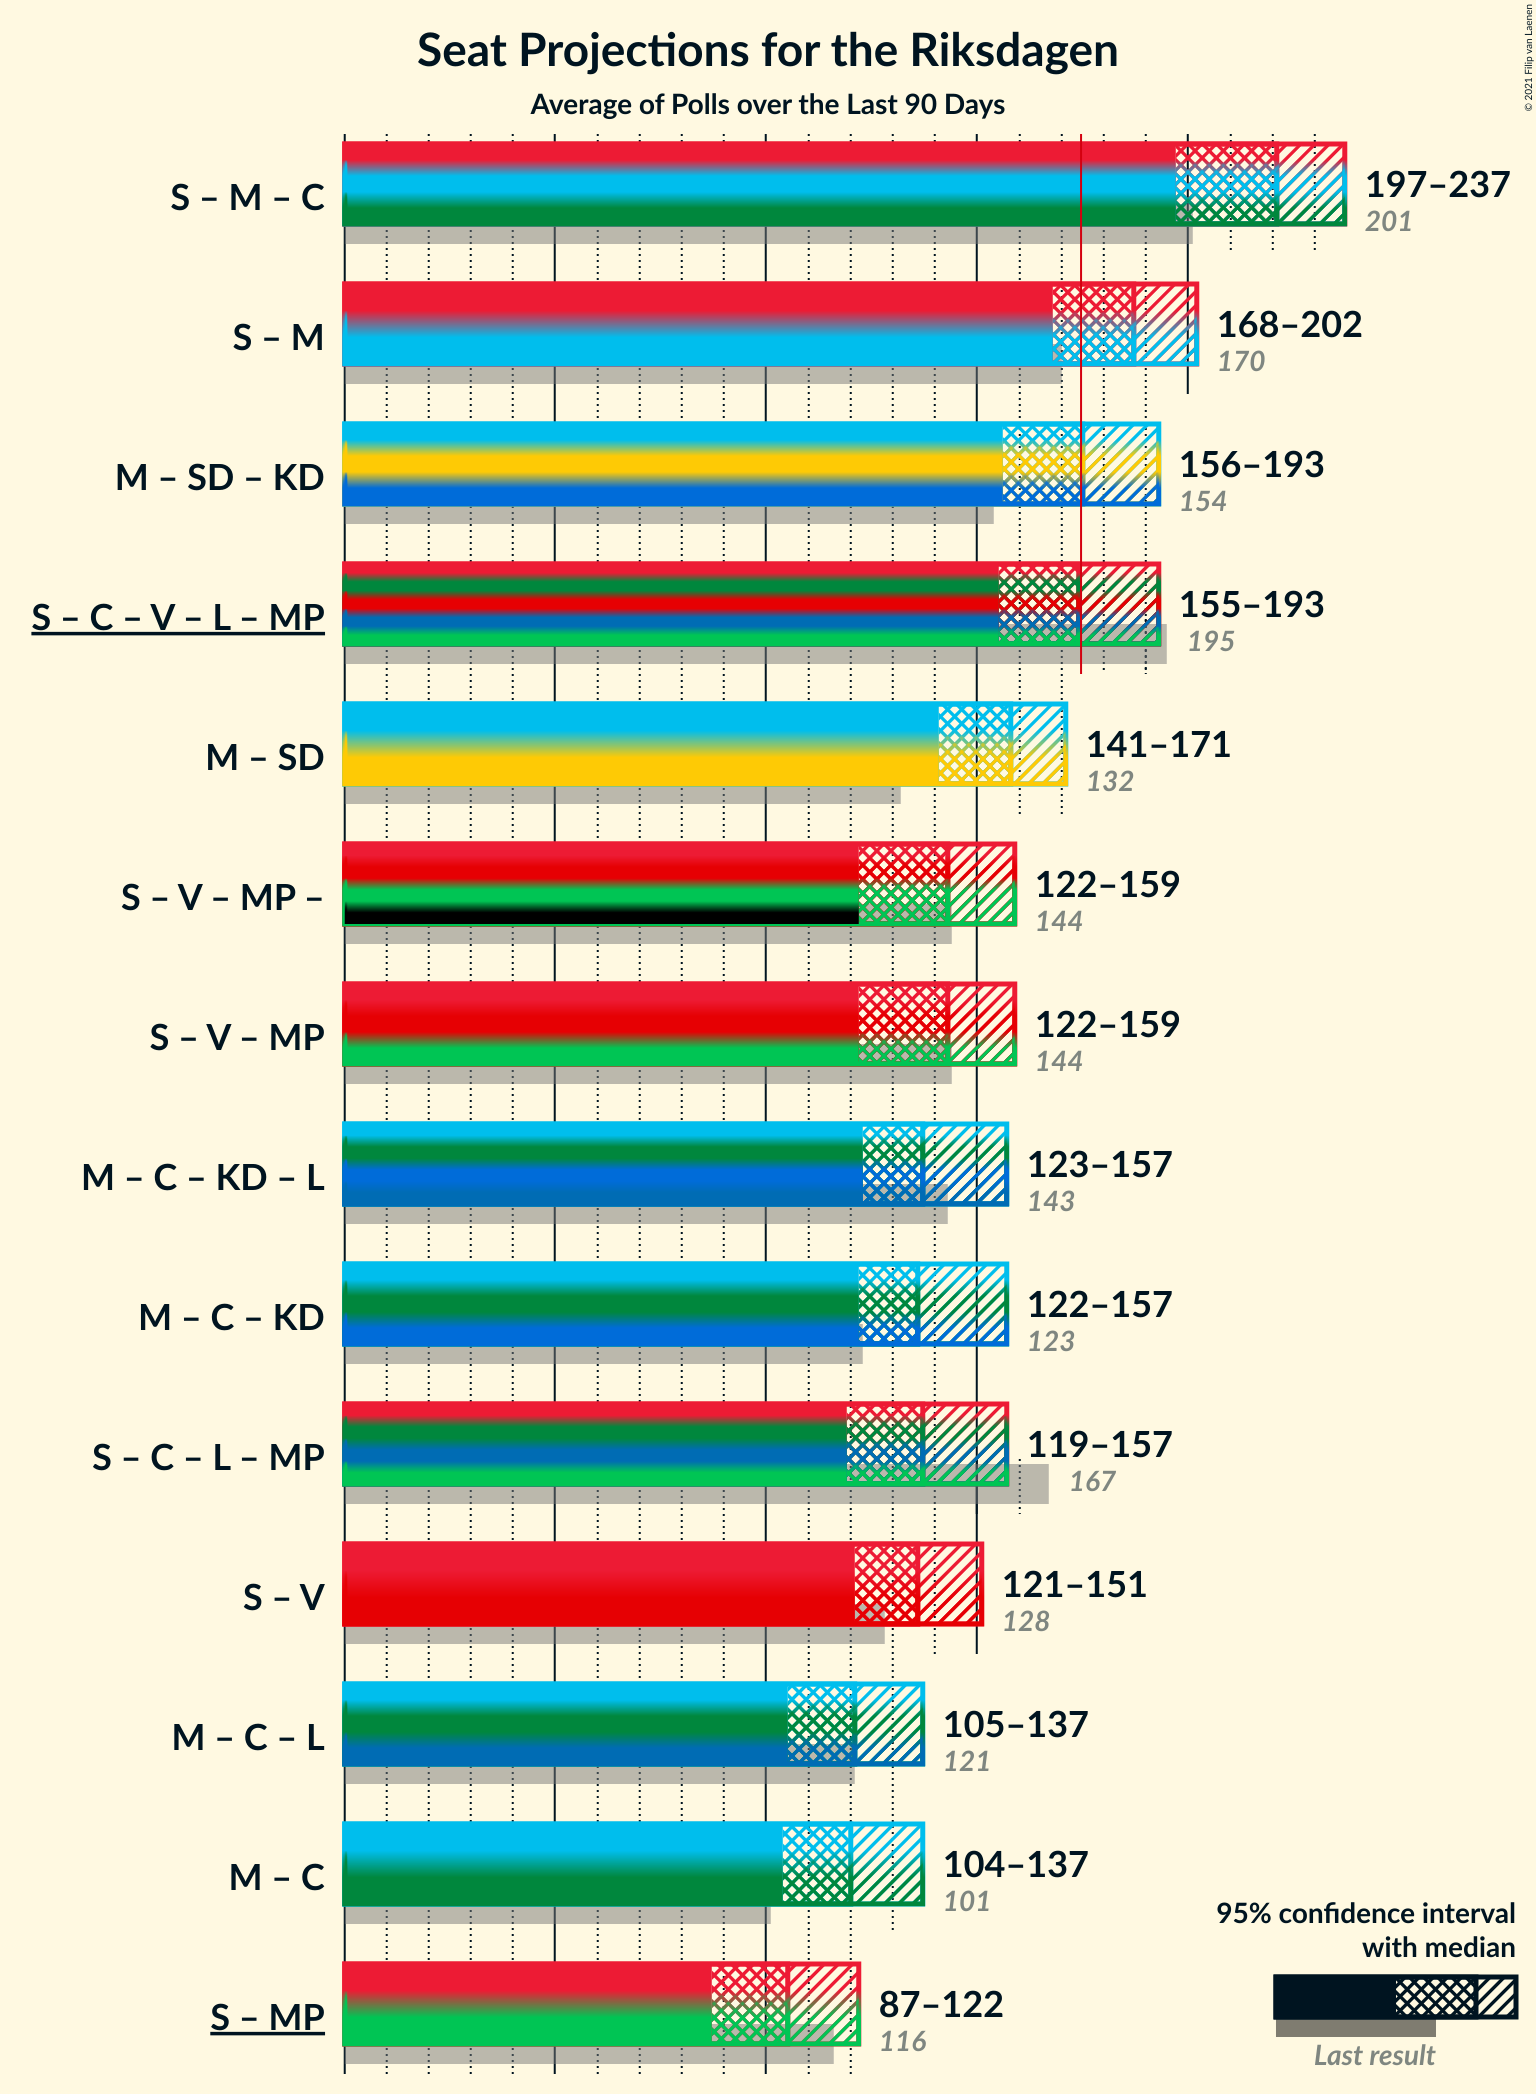 Seat Projections for the Riksdagen
Average of Polls over the Last 90 Days
© 2021 Filip van Laenen
S – M – C
197–237
201
S – M
168–202
170
M – SD – KD
156–193
154
S – C – V – L – MP
155–193
195
M – SD
141–171
132
S – V – MP –
122–159
144
S – V – MP
122–159
144
M – C – KD – L
123–157
143
M – C – KD
122–157
123
S – C – L – MP
119–157
167
S – V
121–151
128
M – C – L
105–137
121
M – C
104–137
101
S – MP
87–122
116
95% confidence interval
with median
Last result